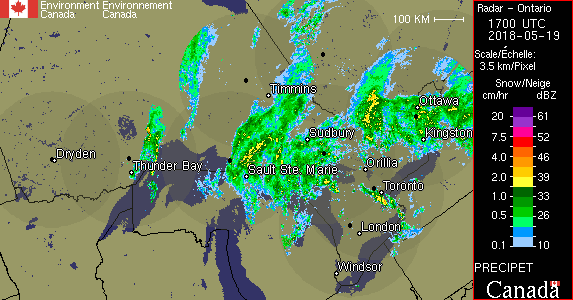 Environment Environnement
Canada Canada
100 KM
Timmins
Ottawa
Sudbury
Kingston
Dryden
Thunder Bay
Sault Ste. Marie
Orillia
Toronto
London
Windsor
Radar - Ontario
1700 UTC
2018-05-19
Scale/Échelle:
3.5 km/Pixel
Snow/Neige
cm/hr dBZ
20 61
7.5 52
4.0 46
2.0 39
1.0 33
0.5 26
0.1 10
PRECIPET
Canada